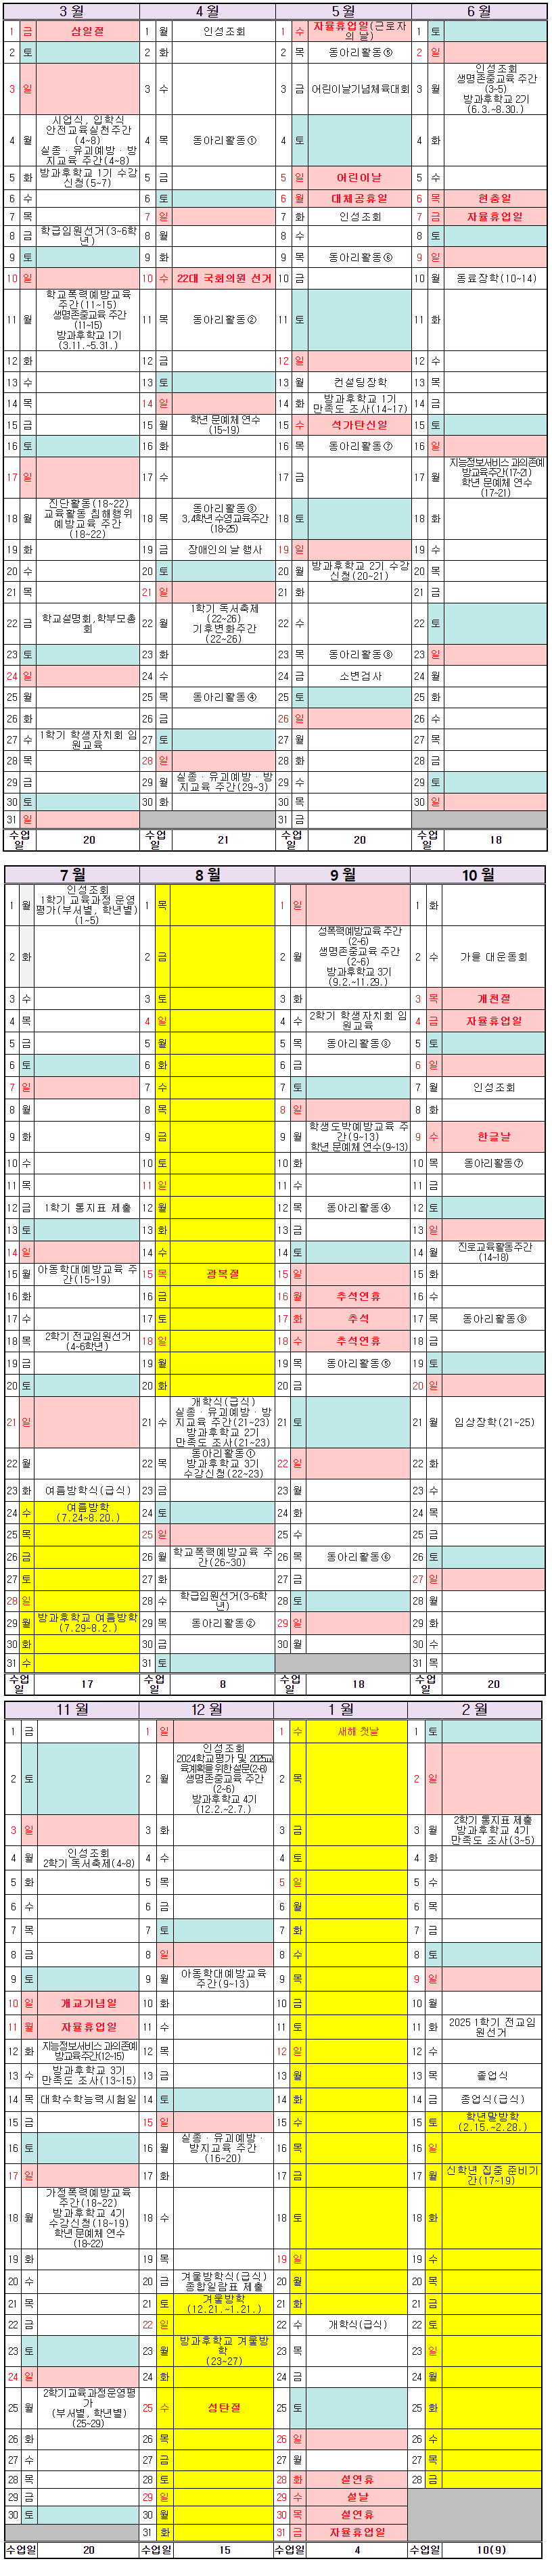 3월
1 금 삼일절
2 토
3 일
4 월 시업식, 입학식
안전교육실천주간
(4~8)
실종ㆍ유괴예방ㆍ방
지교육 주간(4~8)
5 화 방과후학교 1기 수강
신청(5~7)
6 수
7 목
8 금 학급임원선거(3~6학
년)
9 토
10 일
11 월 학교폭력예방교육
주간(11~15)
생명존중교육 주간
(11~15)
방과후학교 1기
(3.11.~5.31.)
12 화
13 수
14 목
15 금
16 토
17 일
18 월 진단활동(18~22)
교육활동 침해행위
예방교육 주간
(18~22)
19 화
20 수
21 목
22 금 학교설명회,학부모총
회
23 토
24 일
25 월
26 화
27 수 1학기 학생자치회 임
원교육
28 목
29 금
30 토
31 일
수업
일 20
4월
1 월 인성조회
2 화
3 수
4 목 동아리활동①
5 금
6 토
7 일
8 월
9 화
10 수 22대 국회의원 선거
11 목 동아리활동②
12 금
13 토
14 일
15 월 학년 문예체 연수
(15~19)
16 화
17 수
18 목 동아리활동③
3,4학년 수영교육주간
(18~25)
19 금 장애인의 날 행사
20 토
21 일
22 월 1학기 독서축제
(22~26)
기후변화주간
(22~26)
23 화
24 수
25 목 동아리활동④
26 금
27 토
28 일
29 월 실종ㆍ유괴예방ㆍ방
지교육 주간(29~3)
30 화
수업
일 21
5월
1 수 자율휴업일(근로자
의 날)
2 목 동아리활동⑤
3 금 어린이날기념체육대회
4 토
5 일 어린이날
6 월 대체공휴일
7 화 인성조회
8 수
9 목 동아리활동⑥
10 금
11 토
12 일
13 월 컨설팅장학
14 화 방과후학교 1기
만족도 조사(14~17)
15 수 석가탄신일
16 목 동아리활동⑦
17 금
18 토
19 일
20 월 방과후학교 2기 수강
신청(20~21)
21 화
22 수
23 목 동아리활동⑧
24 금 소변검사
25 토
26 일
27 월
28 화
29 수
30 목
31 금
수업
일 20
6월
1 토
2 일
3 월 인성조회
생명존중교육 주간
(3~5)
방과후학교 2기
(6.3.~8.30.)
4 화
5 수
6 목 현충일
7 금 자율휴업일
8 토
9 일
10 월 동료장학(10~14)
11 화
12 수
13 목
14 금
15 토
16 일
17 월 지능정보서비스 과의존예
방교육주간(17~21)
학년 문예체 연수
(17~21)
18 화
19 수
20 목
21 금
22 토
23 일
24 월
25 화
26 수
27 목
28 금
29 토
30 일
수업
일 18
7월
1 월 인성조회
1학기 교육과정 운영
평가(부서별, 학년별)
(1~5)
2 화
3 수
4 목
5 금
6 토
7 일
8 월
9 화
10 수
11 목
12 금 1학기 통지표 제출
13 토
14 일
15 월 아동학대예방교육 주
간(15~19)
16 화
17 수
18 목 2학기 전교임원선거
(4~6학년)
19 금
20 토
21 일
22 월
23 화 여름방학식(급식)
24 수 여름방학
(7.24~8.20.)
25 목
26 금
27 토
28 일
29 월 방과후학교 여름방학
(7.29~8.2.)
30 화
31 수
수업
일 17
8월
1 목
2 금
3 토
4 일
5 월
6 화
7 수
8 목
9 금
10 토
11 일
12 월
13 화
14 수
15 목 광복절
16 금
17 토
18 일
19 월
20 화
21 수 개학식(급식)
실종ㆍ유괴예방ㆍ방
지교육 주간(21~23)
방과후학교 2기
만족도 조사(21~23)
22 목 동아리활동①
방과후학교 3기
수강신청(22~23)
23 금
24 토
25 일
26 월 학교폭력예방교육 주
간(26~30)
27 화
28 수 학급임원선거(3~6학
년)
29 목 동아리활동②
30 금
31 토
수업
일 8
9월
1 일
2 월 성폭력예방교육 주간
(2~6)
생명존중교육 주간
(2~6)
방과후학교 3기
(9.2.~11.29.)
3 화
4 수 2학기 학생자치회 임
원교육
5 목 동아리활동③
6 금
7 토
8 일
9 월 학생도박예방교육 주
간(9~13)
학년 문예체 연수(9~13)
10 화
11 수
12 목 동아리활동④
13 금
14 토
15 일
16 월 추석연휴
17 화 추석
18 수 추석연휴
19 목 동아리활동⑤
20 금
21 토
22 일
23 월
24 화
25 수
26 목 동아리활동⑥
27 금
28 토
29 일
30 월
수업
일 18
10월
1 화
2 수 가을 대운동회
3 목 개천절
4 금 자율휴업일
5 토
6 일
7 월 인성조회
8 화
9 수 한글날
10 목 동아리활동⑦
11 금
12 토
13 일
14 월 진로교육활동주간
(14~18)
15 화
16 수
17 목 동아리활동⑧
18 금
19 토
20 일
21 월 임상장학(21~25)
22 화
23 수
24 목
25 금
26 토
27 일
28 월
29 화
30 수
31 목
수업
일 20
11월
1 금
2 토
3 일
4 월 인성조회
2학기 독서축제(4~8)
5 화
6 수
7 목
8 금
9 토
10 일 개교기념일
11 월 자율휴업일
12 화 지능정보서비스 과의존예
방교육주간(12~15)
13 수 방과후학교 3기
만족도 조사(13~15)
14 목 대학수학능력시험일
15 금
16 토
17 일
18 월 가정폭력예방교육
주간(18~22)
방과후학교 4기
수강신청(18~19)
학년 문예체 연수
(18~22)
19 화
20 수
21 목
22 금
23 토
24 일
25 월 2학기교육과정운영평
가
(부서별, 학년별)
(25~29)
26 화
27 수
28 목
29 금
30 토
수업일 20
12월
1 일
2 월 인성조회
2024학교평가 및 2025교
육계획을 위한 설문(2~8)
생명존중교육 주간
(2~6)
방과후학교 4기
(12.2.~2.7.)
3 화
4 수
5 목
6 금
7 토
8 일
9 월 아동학대예방교육
주간(9~13)
10 화
11 수
12 목
13 금
14 토
15 일
16 월 실종ㆍ유괴예방ㆍ
방지교육 주간
(16~20)
17 화
18 수
19 목
20 금 겨울방학식(급식)
종합일람표 제출
21 토 겨울방학
(12.21.~1.21.)
22 일
23 월 방과후학교 겨울방
학
(23~27)
24 화
25 수 성탄절
26 목
27 금
28 토
29 일
30 월
31 화
수업일 15
1월
1 수 새해 첫날
2 목
3 금
4 토
5 일
6 월
7 화
8 수
9 목
10 금
11 토
12 일
13 월
14 화
15 수
16 목
17 금
18 토
19 일
20 월
21 화
22 수 개학식(급식)
23 목
24 금
25 토
26 일
27 월
28 화 설연휴
29 수 설날
30 목 설연휴
31 금 자율휴업일
수업일 4
2월
1 토
2 일
3 월 2학기 통지표 제출
방과후학교 4기
만족도 조사(3~5)
4 화
5 수
6 목
7 금
8 토
9 일
10 월
11 화 2025 1학기 전교임
원선거
12 수
13 목 졸업식
14 금 종업식(급식)
15 토 학년말방학
(2.15.~2.28.)
16 일
17 월 신학년 집중 준비기
간(17~19)
18 화
19 수
20 목
21 금
22 토
23 일
24 월
25 화
26 수
27 목
28 금
수업일 10(9)